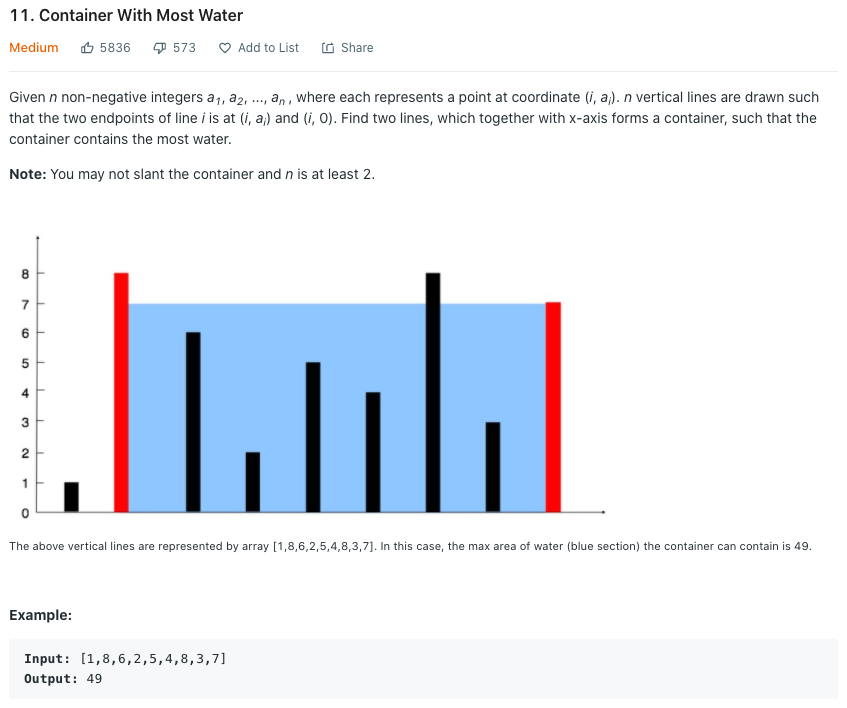 11. Container With Most Water
Medium 5836 573 Add to List Share
Given n non-negative integers a1, a2, ..., an , where each represents a point at coordinate (i, ai). n vertical lines are drawn such
that the two endpoints of line i is at (i, ai) and (i, 0). Find two lines, which together with x-axis forms a container, such that the
container contains the most water.
Note: You may not slant the container and n is at least 2.
8
7
6
5
4
3
2
1
0
The above vertical lines are represented by array [1,8,6,2,5,4,8,3,7]. In this case, the max area of water (blue section) the container can contain is 49.
Example:
Input: [1,8,6,2,5,4,8,3,7]
Output: 49